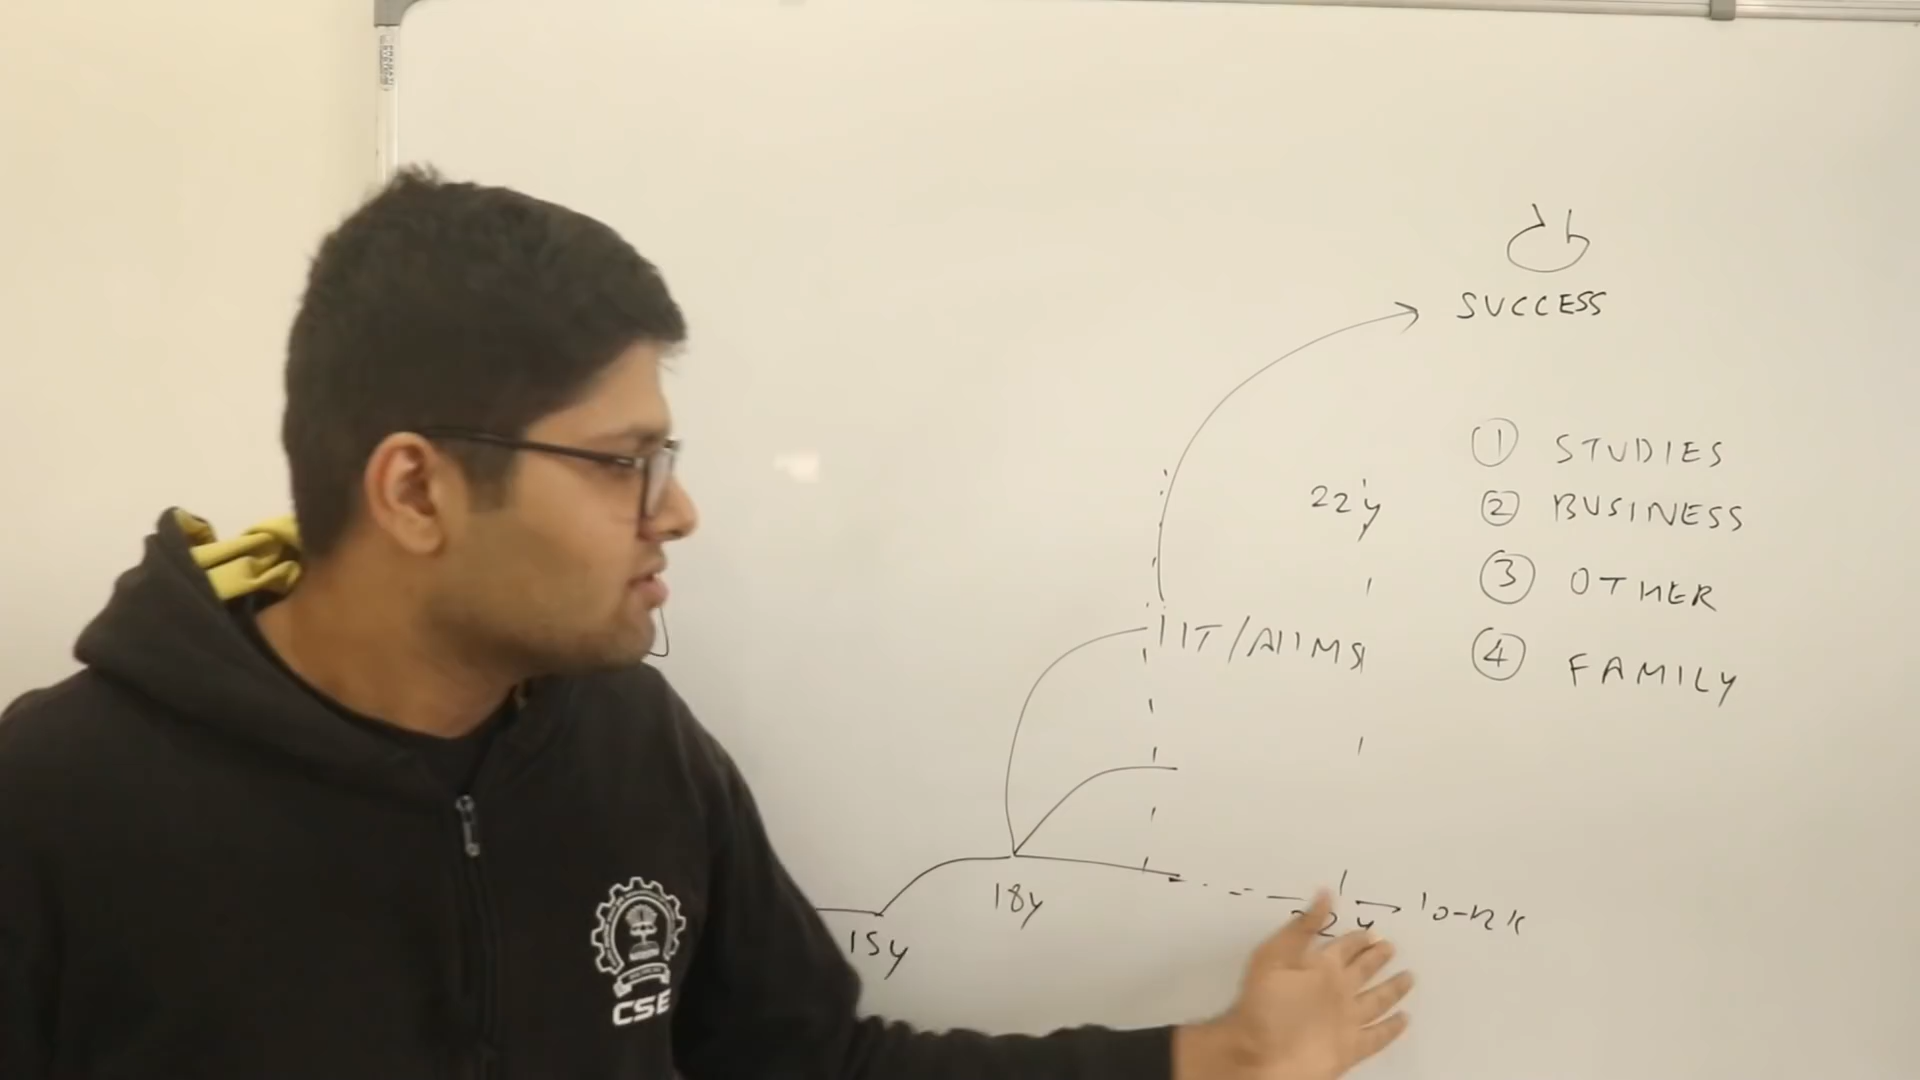 SUCCESS
22y
① STUDIES
② BUSINESS
③ OTHER
④ FAMILY
IIT/AIIMS
18y
15y
22y
10-12K
CSE